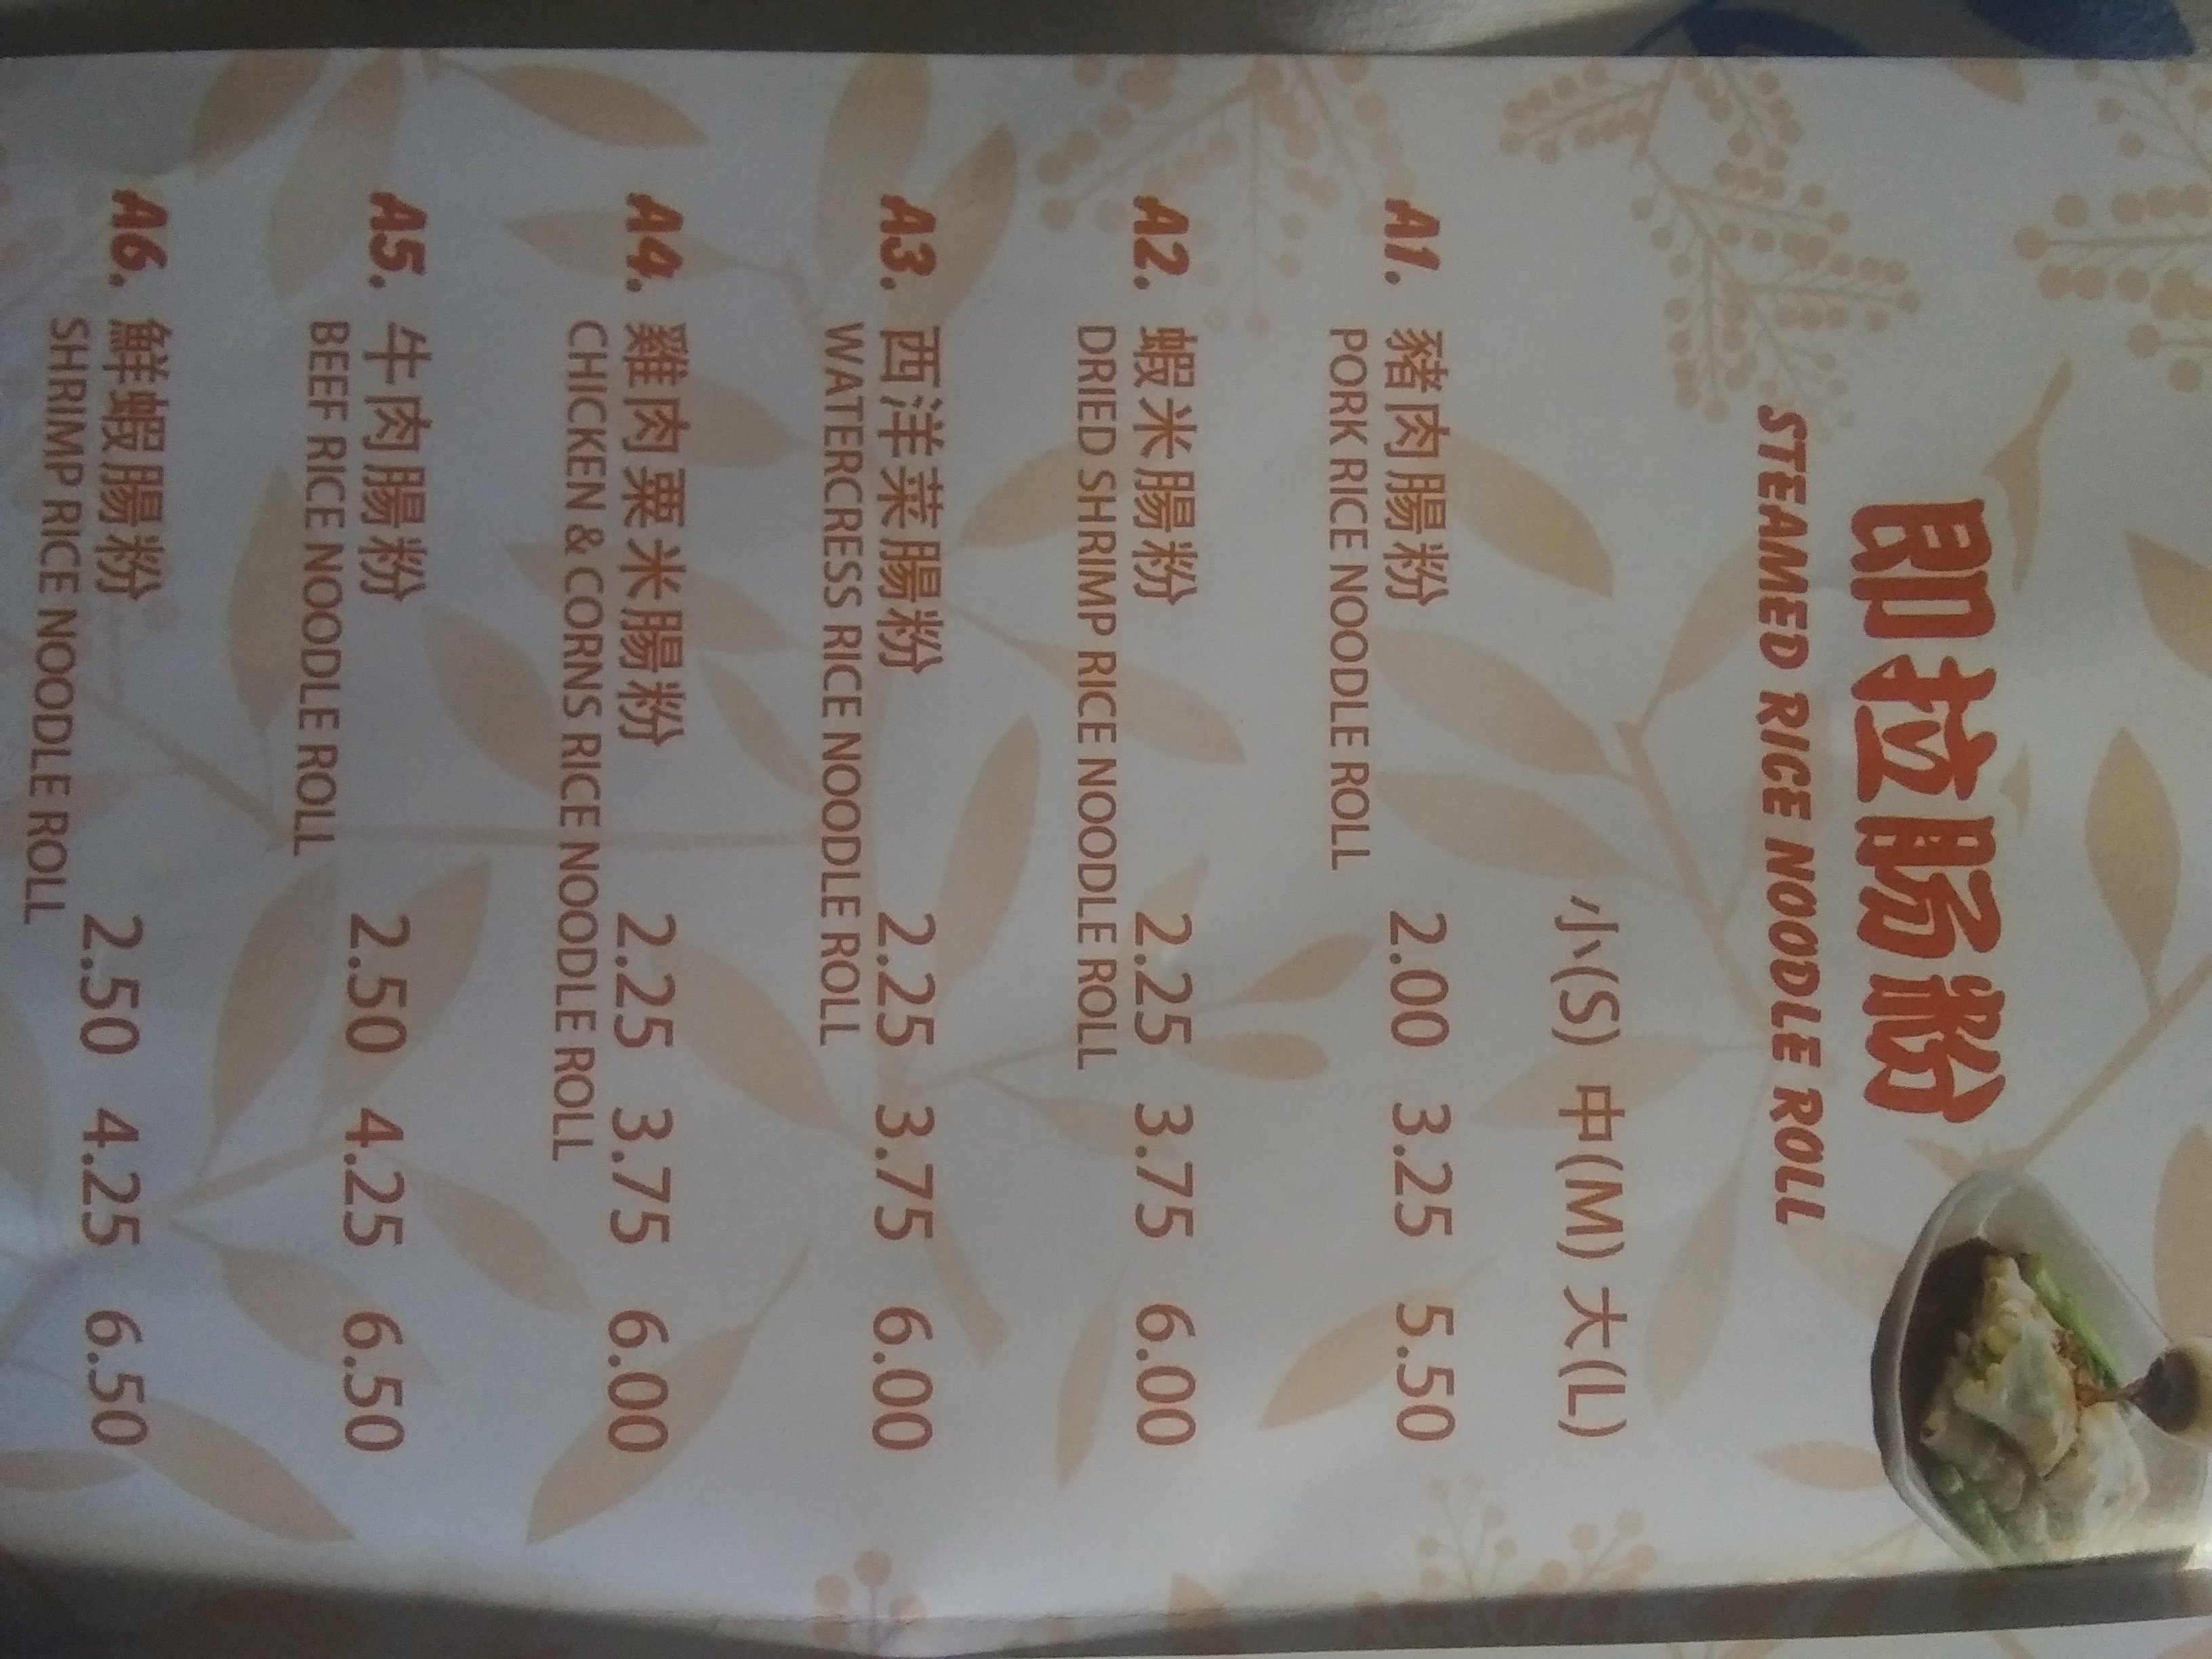 即拉腸粉
STEAMED RICE NOODLE ROLL
小(S) 中(M) 大(L)
A1. 豬肉腸粉 2.00 3.25 5.50
PORK RICE NOODLE ROLL
A2. 蝦米腸粉 2.25 3.75 6.00
DRIED SHRIMP RICE NOODLE ROLL
A3. 西洋菜腸粉 2.25 3.75 6.00
WATERCRESS RICE NOODLE ROLL
A4. 雞肉粟米腸粉 2.25 3.75 6.00
CHICKEN & CORNS RICE NOODLE ROLL
A5. 牛肉腸粉 2.50 4.25 6.50
BEEF RICE NOODLE ROLL
A6. 鮮蝦腸粉 2.50 4.25 6.50
SHRIMP RICE NOODLE ROLL